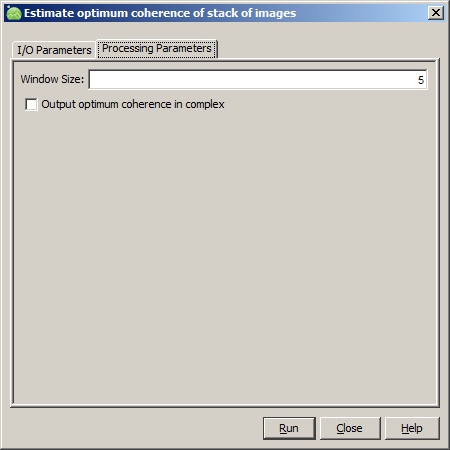 Estimate optimum coherence of stack of images
I/O Parameters Processing Parameters
Window Size: 5
Output optimum coherence in complex
Run Close Help